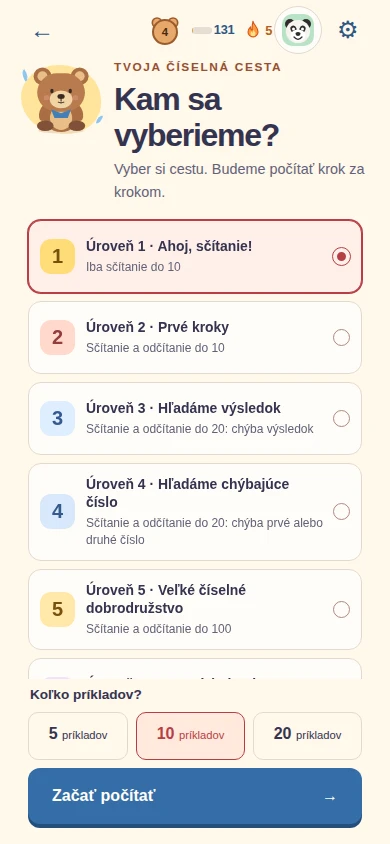 ←
4
131
5
TVOJA ČÍSELNÁ CESTA
Kam sa
vyberieme?
Vyber si cestu. Budeme počítať krok za
krokom.
1
Úroveň 1 · Ahoj, sčítanie!
Iba sčítanie do 10
2
Úroveň 2 · Prvé kroky
Sčítanie a odčítanie do 10
3
Úroveň 3 · Hľadáme výsledok
Sčítanie a odčítanie do 20: chýba výsledok
4
Úroveň 4 · Hľadáme chýbajúce
číslo
Sčítanie a odčítanie do 20: chýba prvé alebo
druhé číslo
5
Úroveň 5 · Veľké číselné
dobrodružstvo
Sčítanie a odčítanie do 100
Koľko príkladov?
5 príkladov
10 príkladov
20 príkladov
Začať počítať →